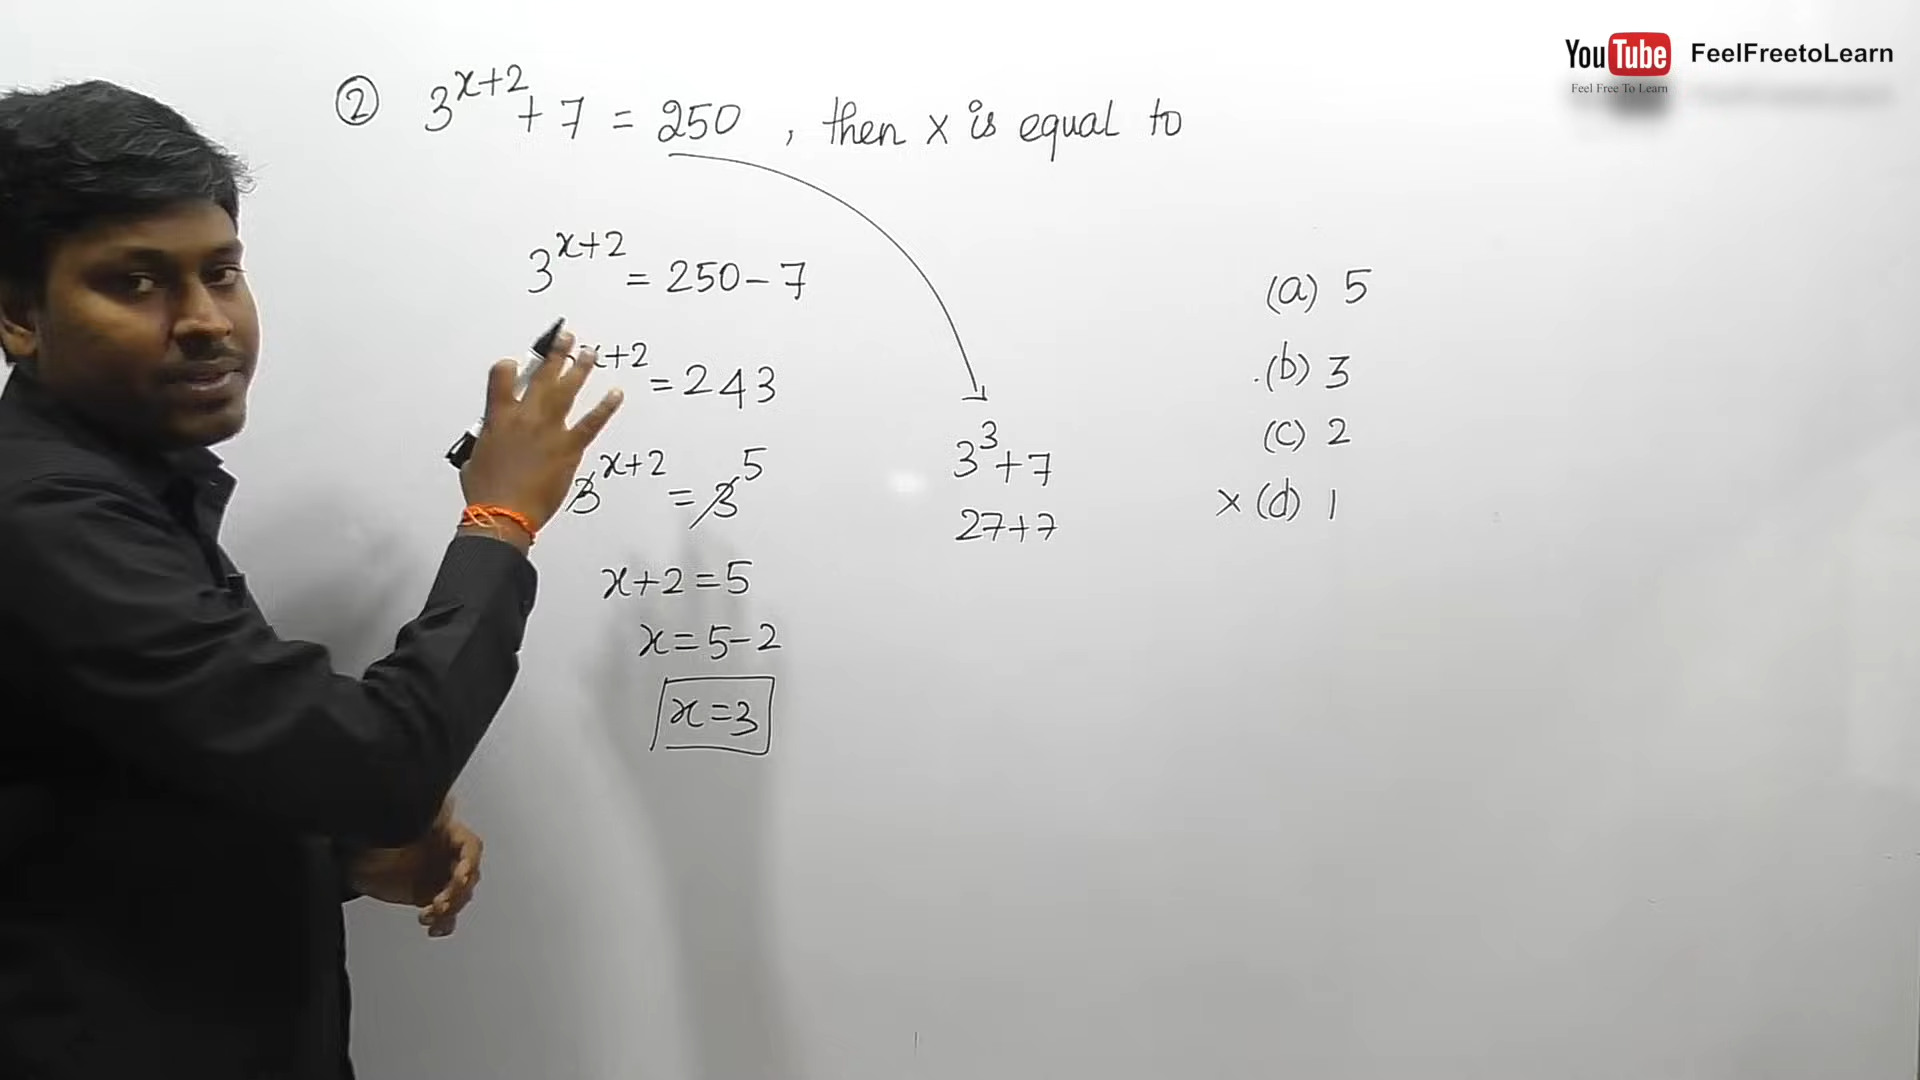 YouTube FeelFreetoLearn
Feel Free To Learn
② 3^{x+2} + 7 = 250 , then x is equal to
3^{x+2} = 250 - 7
x+2 = 243
3^{x+2} = 3^5
x+2 = 5
x = 5 - 2
x = 3
3^3 + 7
27 + 7
(a) 5
.(b) 3
(c) 2
× (d) 1